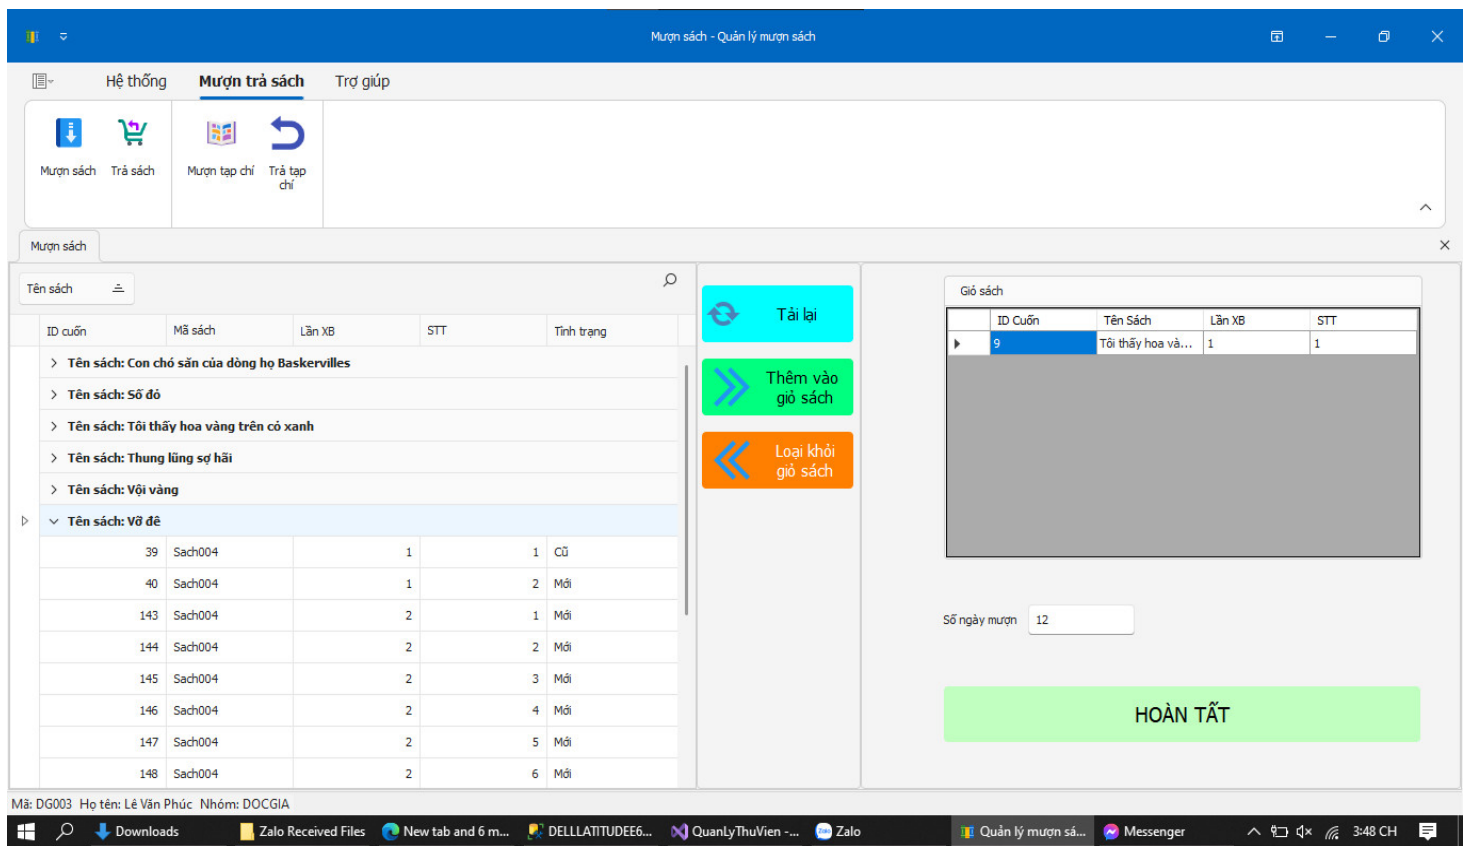 Mượn sách - Quản lý mượn sách
Hệ thống Mượn trả sách Trợ giúp
Mượn sách Trả sách Mượn tạp chí Trả tạp
chí
Mượn sách
Tên sách
ID cuốn Mã sách Lần XB STT Tình trạng
Tên sách: Con chó săn của dòng họ Baskervilles
Tên sách: Số đỏ
Tên sách: Tôi thấy hoa vàng trên cỏ xanh
Tên sách: Thung lũng sợ hãi
Tên sách: Vội vàng
Tên sách: Vỡ đê
39 Sach004 1 1 Cũ
40 Sach004 1 2 Mới
143 Sach004 2 1 Mới
144 Sach004 2 2 Mới
145 Sach004 2 3 Mới
146 Sach004 2 4 Mới
147 Sach004 2 5 Mới
148 Sach004 2 6 Mới
Tải lại
Thêm vào
giỏ sách
Loại khỏi
giỏ sách
Giỏ sách
ID Cuốn Tên Sách Lần XB STT
9 Tôi thấy hoa và... 1 1
Số ngày mượn 12
HOÀN TẤT
Mã: DG003 Họ tên: Lê Văn Phúc Nhóm: DOCGIA
Downloads Zalo Received Files New tab and 6 m... DELLLATITUDEE6... QuanLyThuVien -... Zalo Quản lý mượn sá... Messenger 3:48 CH